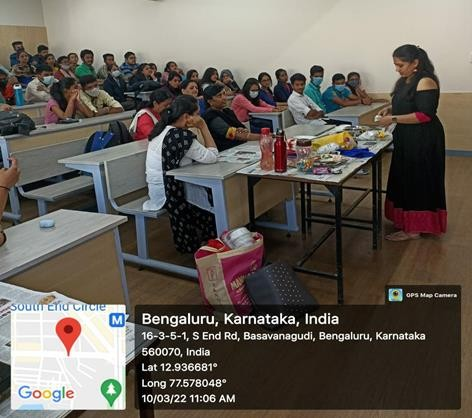 GPS Map Camera
South End Circle
M
Google
Bengaluru, Karnataka, India
16-3-5-1, S End Rd, Basavanagudi, Bengaluru, Karnataka
560070, India
Lat 12.936681°
Long 77.578048°
10/03/22 11:06 AM